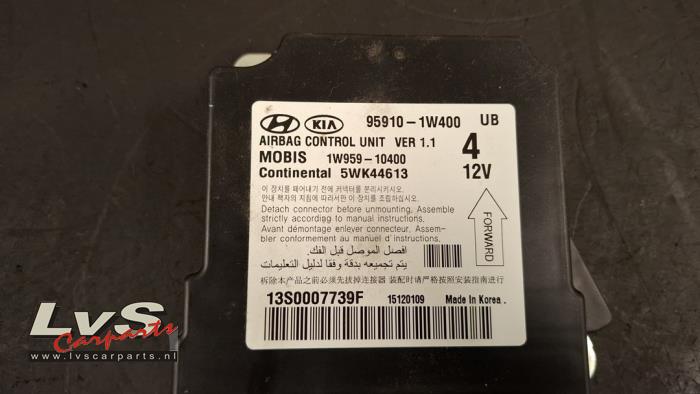 KIA 95910-1W400 UB
AIRBAG CONTROL UNIT VER 1.1
MOBIS 1W959-10400
4
Continental 5WK44613
12V
이 장치를 떼어내기 전에 커넥터를 분리시키시오.
안내 책자의 지침에 따라서만 이 장치를 조립하십시오.
Detach connector before unmounting, Assemble
strictly according to manual instructions.
Avant démontage enlever connecteur, Assem-
bler conformement au manuel d'instructions.
FORWARD
افصل الموصل قبل الفك.
يتم تجميعه بدقة وفقا لدليل التعليمات
拆除本产品之前必须先拔掉连接器 装配时请严格按照安装指南进行
13S0007739F 15120109 Made In Korea.
LvS
Carparts
www.lvscarparts.nl